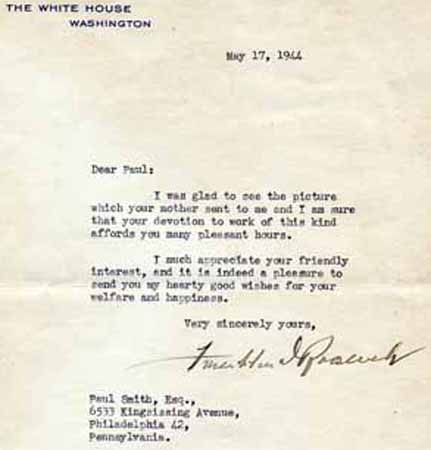 THE WHITE HOUSE
WASHINGTON
May 17, 1944
Dear Paul:
I was glad to see the picture
which your mother sent to me and I am sure
that your devotion to work of this kind
affords you many pleasant hours.
I much appreciate your friendly
interest, and it is indeed a pleasure to
send you my hearty good wishes for your
welfare and happiness.
Very sincerely yours,
Franklin D Roosevelt
Paul Smith, Esq.,
6533 Kingsissing Avenue,
Philadelphia 42,
Pennsylvania.